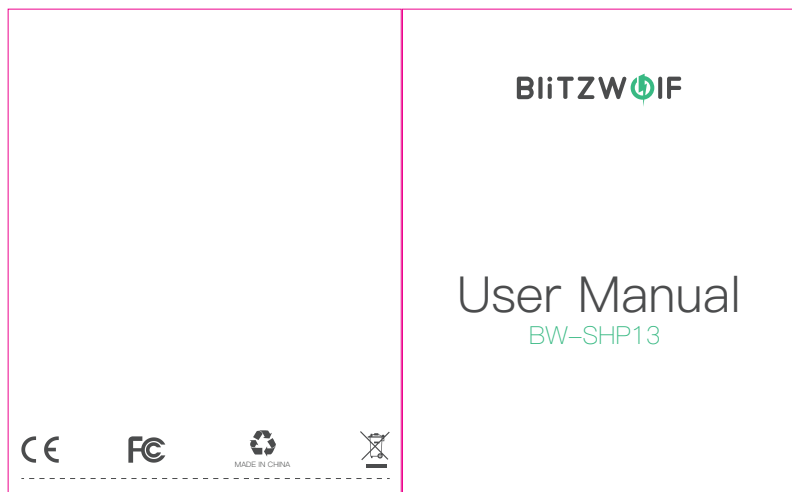 BliTZWOlF
User Manual
BW-SHP13
CE FC
MADE IN CHINA